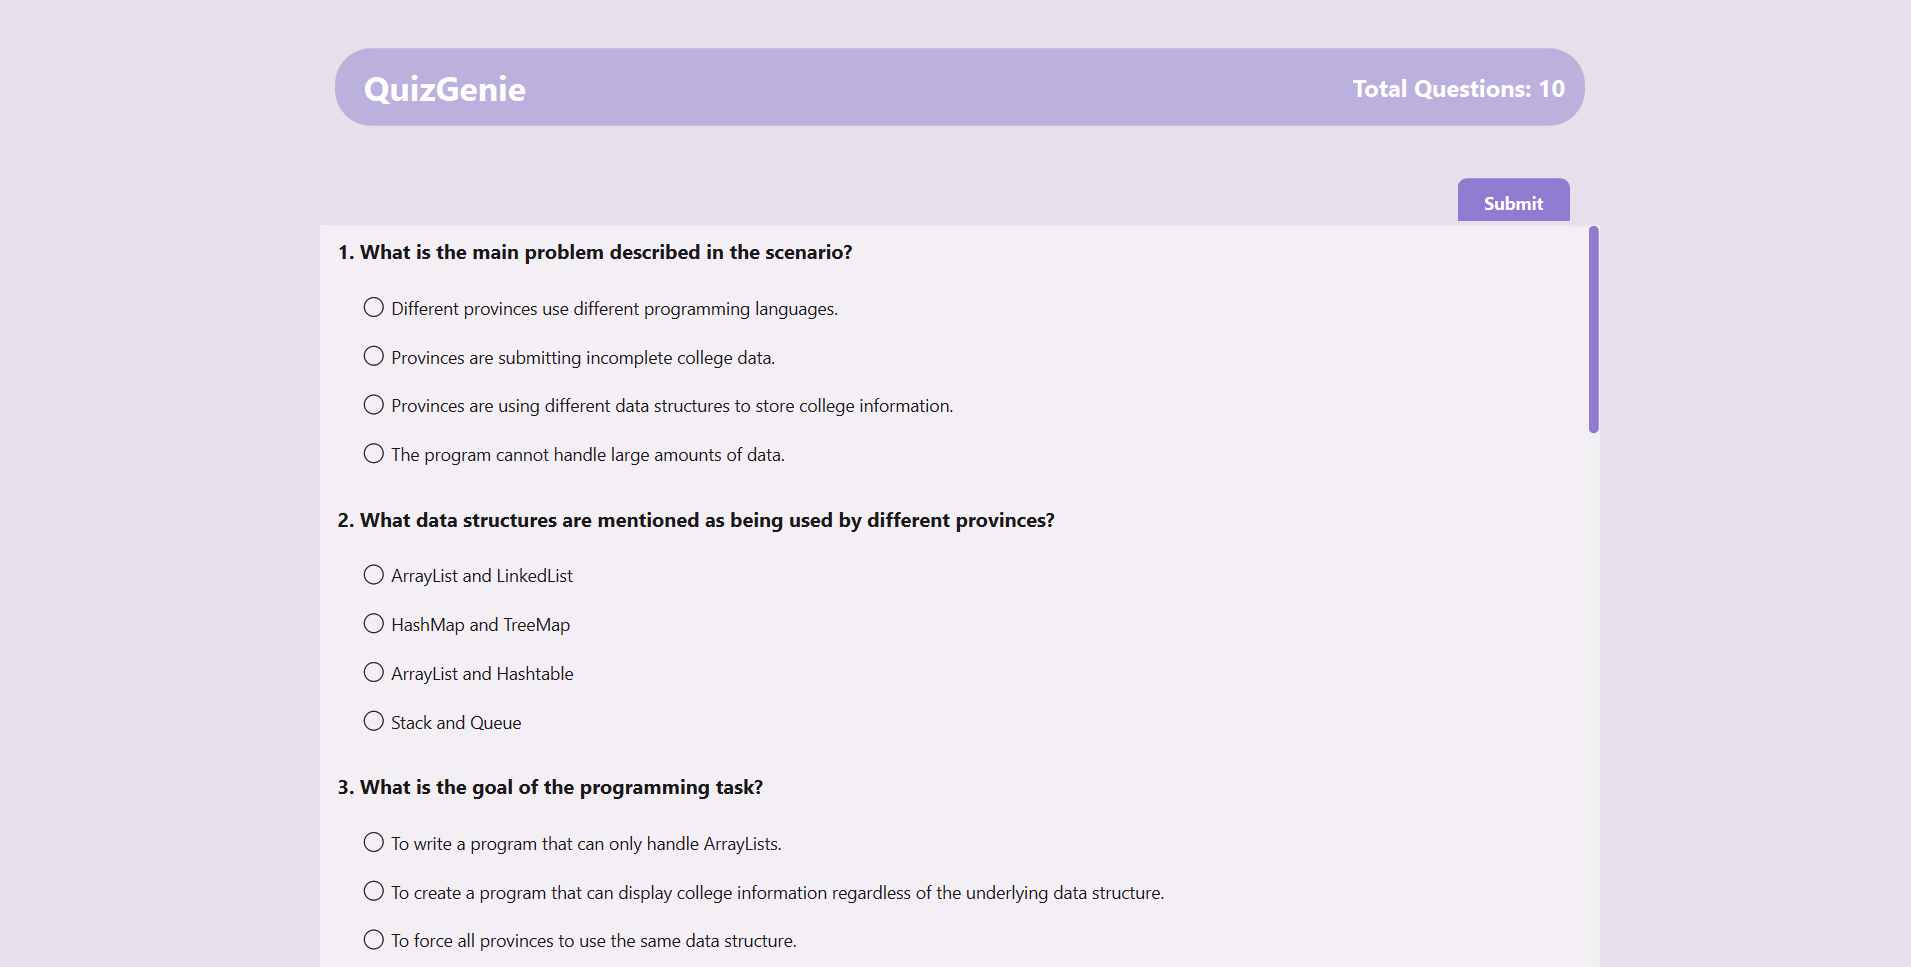 QuizGenie
Total Questions: 10
Submit
1. What is the main problem described in the scenario?
Different provinces use different programming languages.
Provinces are submitting incomplete college data.
Provinces are using different data structures to store college information.
The program cannot handle large amounts of data.
2. What data structures are mentioned as being used by different provinces?
ArrayList and LinkedList
HashMap and TreeMap
ArrayList and Hashtable
Stack and Queue
3. What is the goal of the programming task?
To write a program that can only handle ArrayLists.
To create a program that can display college information regardless of the underlying data structure.
To force all provinces to use the same data structure.